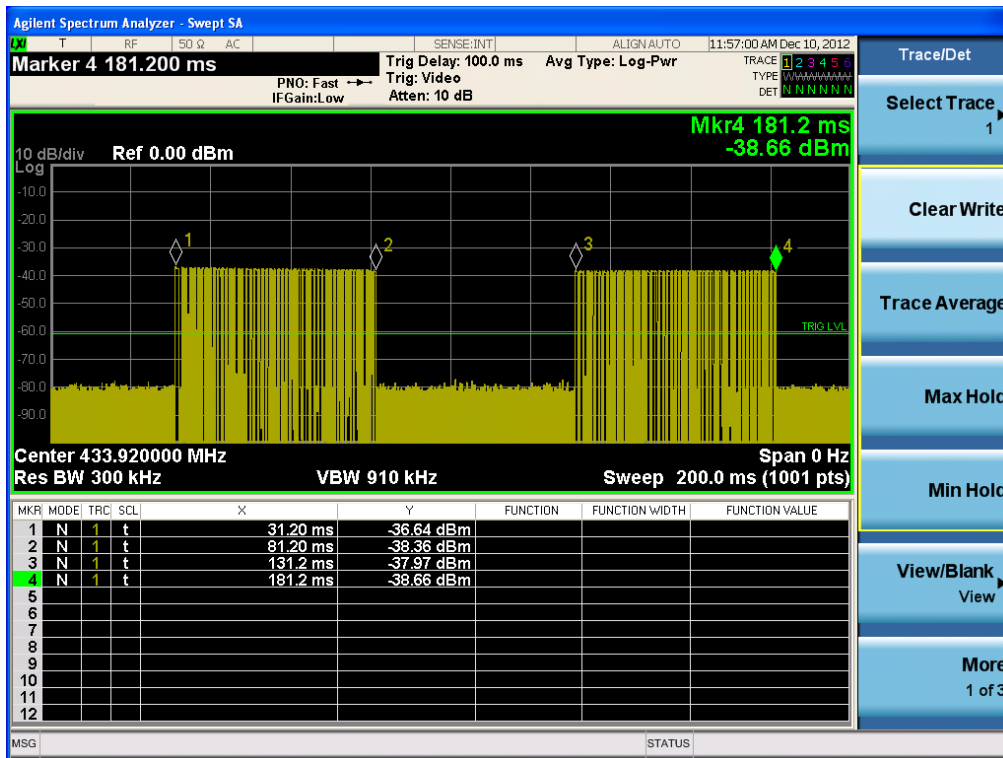 Agilent Spectrum Analyzer - Swept SA
LXI T RF 50 Ω AC SENSE:INT ALIGN AUTO 11:57:00 AM Dec 10, 2012
Marker 4 181.200 ms
PNO: Fast
IFGain:Low
Trig Delay: 100.0 ms
Trig: Video
Atten: 10 dB
Avg Type: Log-Pwr
TRACE 1 2 3 4 5 6
TYPE
DET N N N N N N
Mkr4 181.2 ms
-38.66 dBm
10 dB/div Ref 0.00 dBm
Log
-10.0
-20.0
-30.0
-40.0
-50.0
-60.0
-70.0
-80.0
-90.0
1
2
3
4
TRIG LVL
Center 433.920000 MHz Span 0 Hz
Res BW 300 kHz VBW 910 kHz Sweep 200.0 ms (1001 pts)
MKR MODE TRC SCL X Y FUNCTION FUNCTION WIDTH FUNCTION VALUE
1 N 1 t 31.20 ms -36.64 dBm
2 N 1 t 81.20 ms -38.36 dBm
3 N 1 t 131.2 ms -37.97 dBm
4 N 1 t 181.2 ms -38.66 dBm
5
6
7
8
9
10
11
12
MSG STATUS
Trace/Det
Select Trace
1
Clear Write
Trace Average
Max Hold
Min Hold
View/Blank
View
More
1 of 3